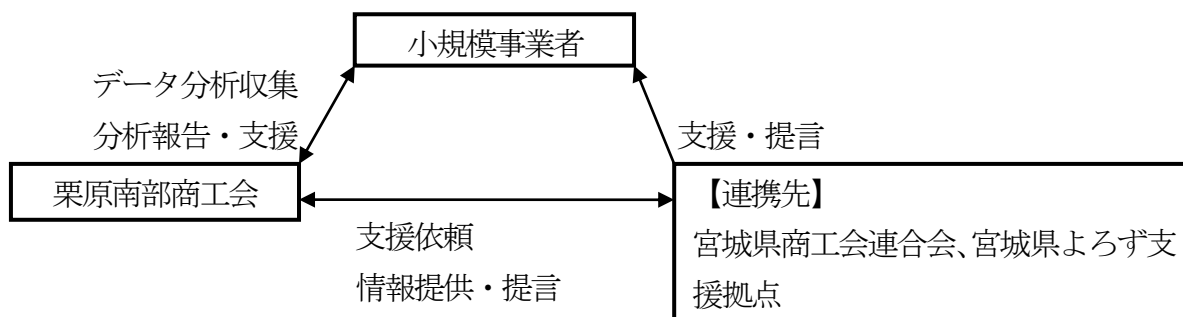 小規模事業者
データ分析収集
分析報告・支援
支援・提言
栗原南部商工会
【連携先】
宮城県商工会連合会、宮城県よろず支
援拠点
支援依頼
情報提供・提言